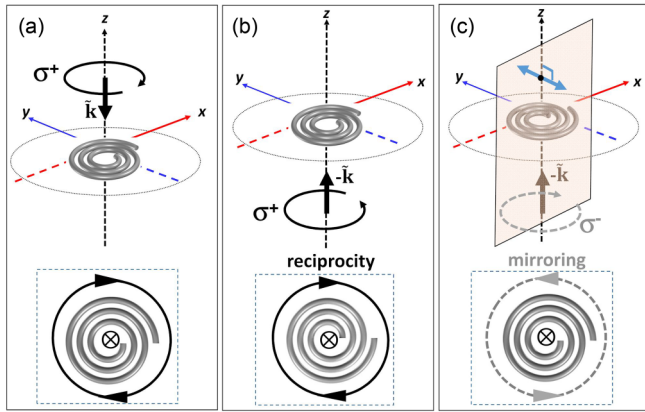 (a)
z
σ⁺
k̃
y
x
(b)
z
y
x
-k̃
σ⁺
reciprocity
(c)
z
y
x
-k̃
σ⁻
mirroring